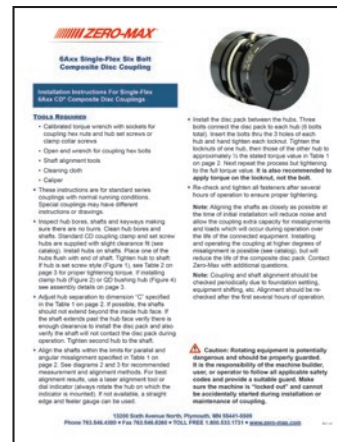 ZERO-MAX
6Axx Single-Flex Six Bolt
Composite Disc Coupling
Installation Instructions For Single-Flex
6Axx CD® Composite Disc Couplings
TOOLS REQUIRED
• Calibrated torque wrench with sockets for
coupling hex nuts and hub set screws or
clamp collar screws
• Open end wrench for coupling hex bolts
• Shaft alignment tools
• Cleaning cloth
• Caliper
• These instructions are for standard series
couplings with normal running conditions.
Special couplings may have different
instructions or drawings.
• Inspect hub bores, shafts and keyways making
sure there are no burrs. Clean hub bores and
shafts. Standard CD coupling clamp and set screw
hubs are supplied with slight clearance fit (see
catalog). Install hubs on shafts. Place one of the
hubs flush with end of shaft. Tighten hub to shaft:
If hub is set screw style (Figure 1), see Table 2 on
page 3 for proper tightening torque. If installing
clamp hub (Figure 2) or QD bushing hub (Figure 4)
see assembly details on page 3.
• Adjust hub separation to dimension "C" specified
in the Table 1 on page 2. If possible, the shafts
should not extend beyond the inside hub face. If
the shaft extends past the hub face verify there is
enough clearance to install the disc pack and also
verify the shaft will not contact the disc pack during
operation. Tighten second hub to the shaft.
• Align the shafts within the limits for parallel and
angular misalignment specified in Table 1 on
page 2. See diagrams 2 and 3 for recommended
measurement and alignment methods. For best
alignment results, use a laser alignment tool or
dial indicator (always rotate the hub on which the
indicator is mounted). If not available, a straight
edge and feeler gauge can be used.
• Install the disc pack between the hubs. Three
bolts connect the disc pack to each hub (6 bolts
total). Insert the bolts thru the 3 holes of each
hub and hand tighten each locknut. Tighten the
locknuts of one hub, then those of the other hub to
approximately ½ the stated torque value in Table 1
on page 2. Next repeat the process but tightening
to the full torque value. It is also recommended to
apply torque on the locknut, not the bolt.
• Re-check and tighten all fasteners after several
hours of operation to ensure proper tightening.
Note: Aligning the shafts as closely as possible at
the time of initial installation will reduce noise and
allow the coupling extra capacity for misalignments
and loads which will occur during operation over
the life of the connected equipment. Installing
and operating the coupling at higher degrees of
misalignment is possible (see catalog), but will
reduce the life of the composite disc pack. Contact
Zero-Max with additional questions.
Note: Coupling and shaft alignment should be
checked periodically due to foundation settling,
equipment shifting, etc. Alignment should be re-
checked after the first several hours of operation.
Caution: Rotating equipment is potentially
dangerous and should be properly guarded.
It is the responsibility of the machine builder,
user, or operator to follow all applicable safety
codes and provide a suitable guard. Make
sure the machine is "locked out" and cannot
be accidentally started during installation or
maintenance of coupling.
13200 Sixth Avenue North, Plymouth, MN 55441-5509
Phone 763.546.4300 • Fax 763.546.8260 • TOLL FREE 1.800.533.1731 • www.zero-max.com